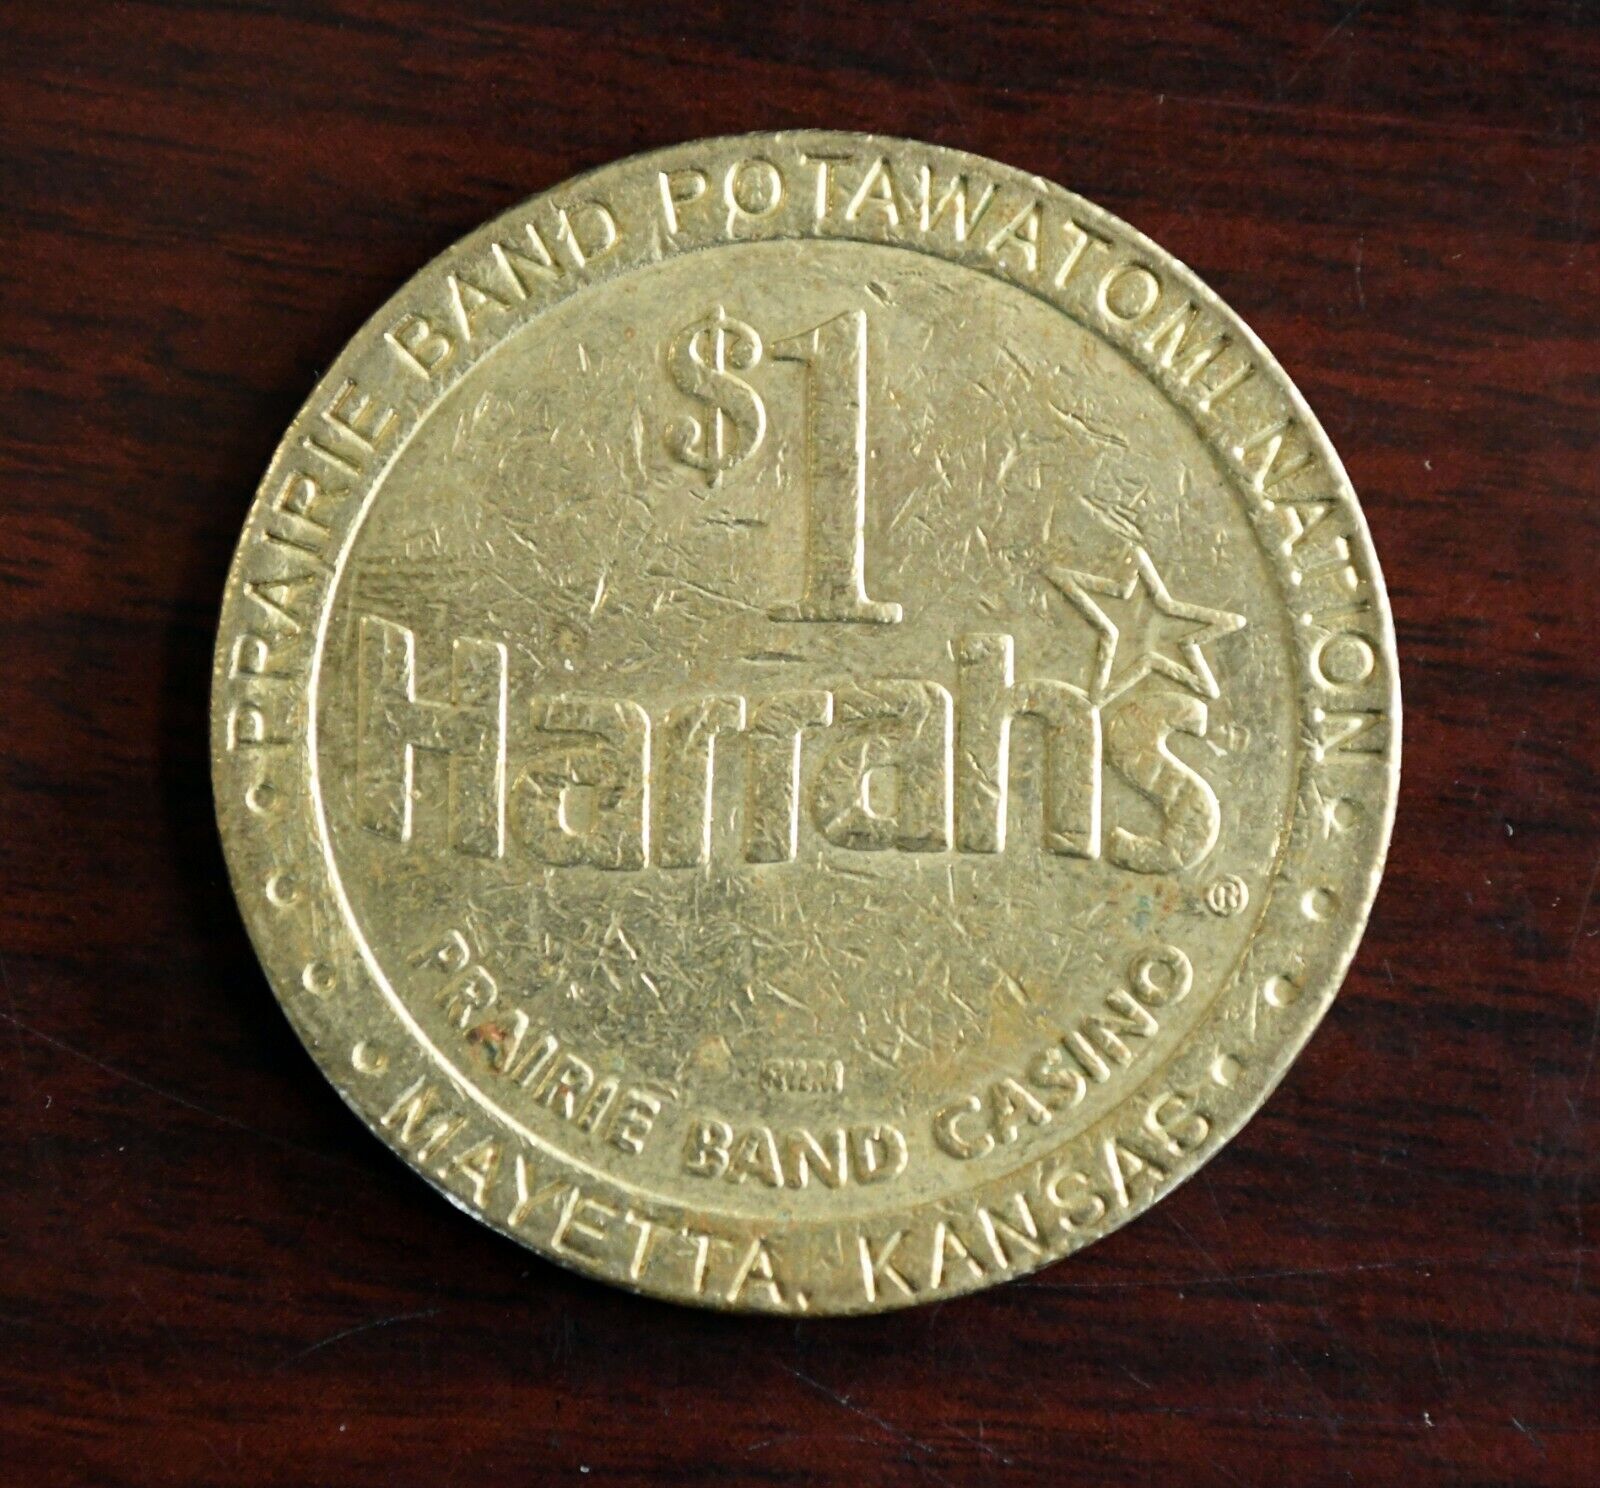 PRAIRIE BAND POTAWATOMI NATION
$1
Harrah's
®
PRAIRIE BAND CASINO
MAYETTA, KANSAS